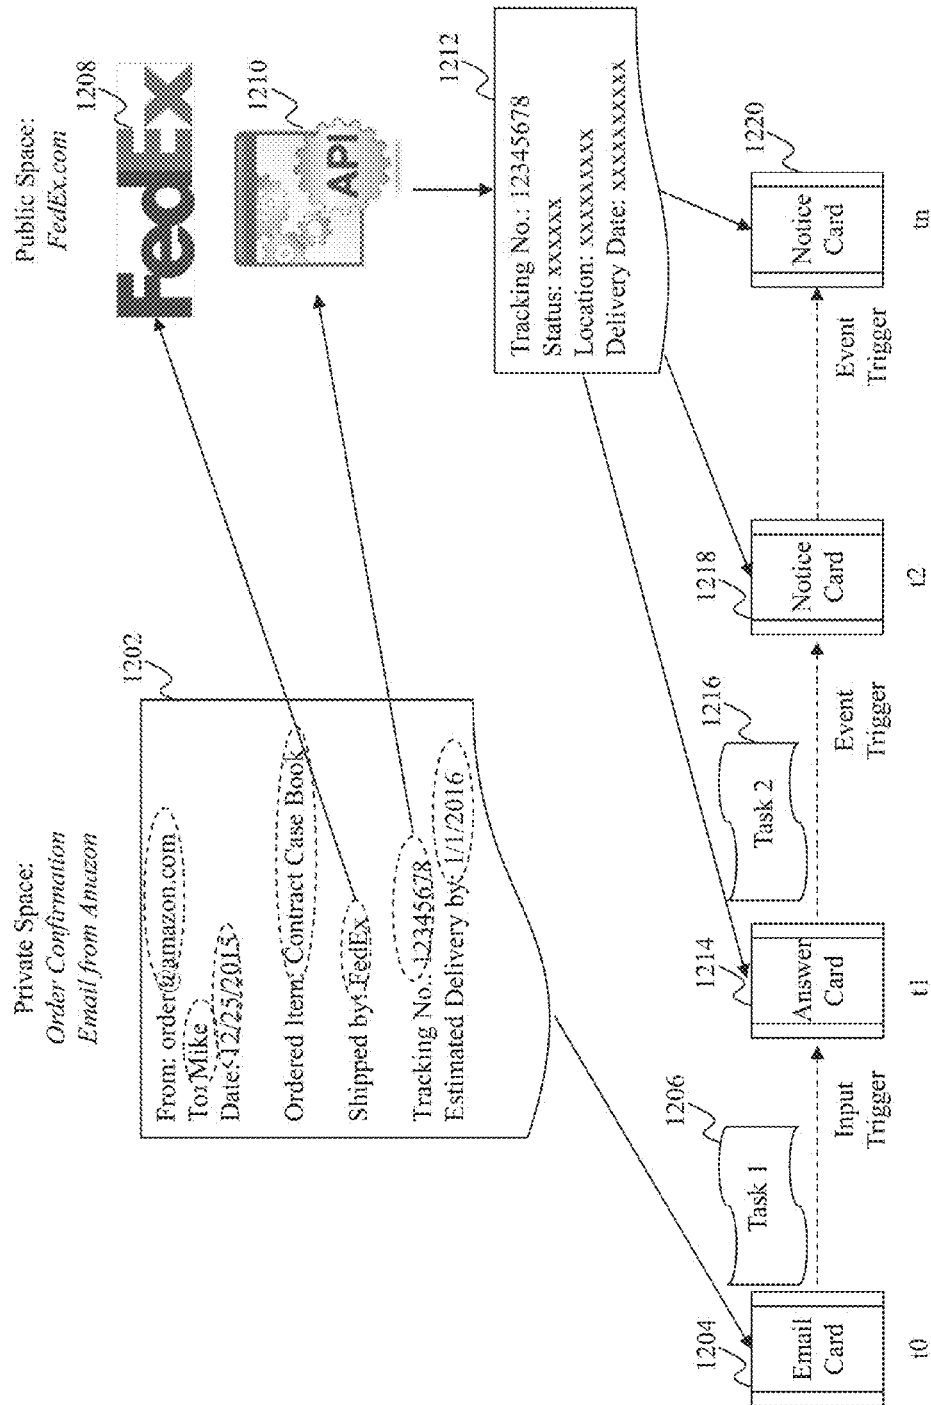 Private Space:
Order Confirmation
Email from Amazon
Public Space:
FedEx.com
1202
From: order@amazon.com
To: Mike
Date: 12/25/2015
Ordered Item: Contract Case Book
Shipped by: FedEx
Tracking No.: 12345678
Estimated Delivery by: 1/1/2016
FedEx
1208
API
1210
1212
Tracking No.: 12345678
Status: xxxxxx
Location: xxxxxxxxx
Delivery Date: xxxxxxxxxx
1204
Email
Card
1206
Task 1
Input
Trigger
1214
Answer
Card
1216
Task 2
Event
Trigger
1218
Notice
Card
Event
Trigger
1220
Notice
Card
t0
t1
t2
tn